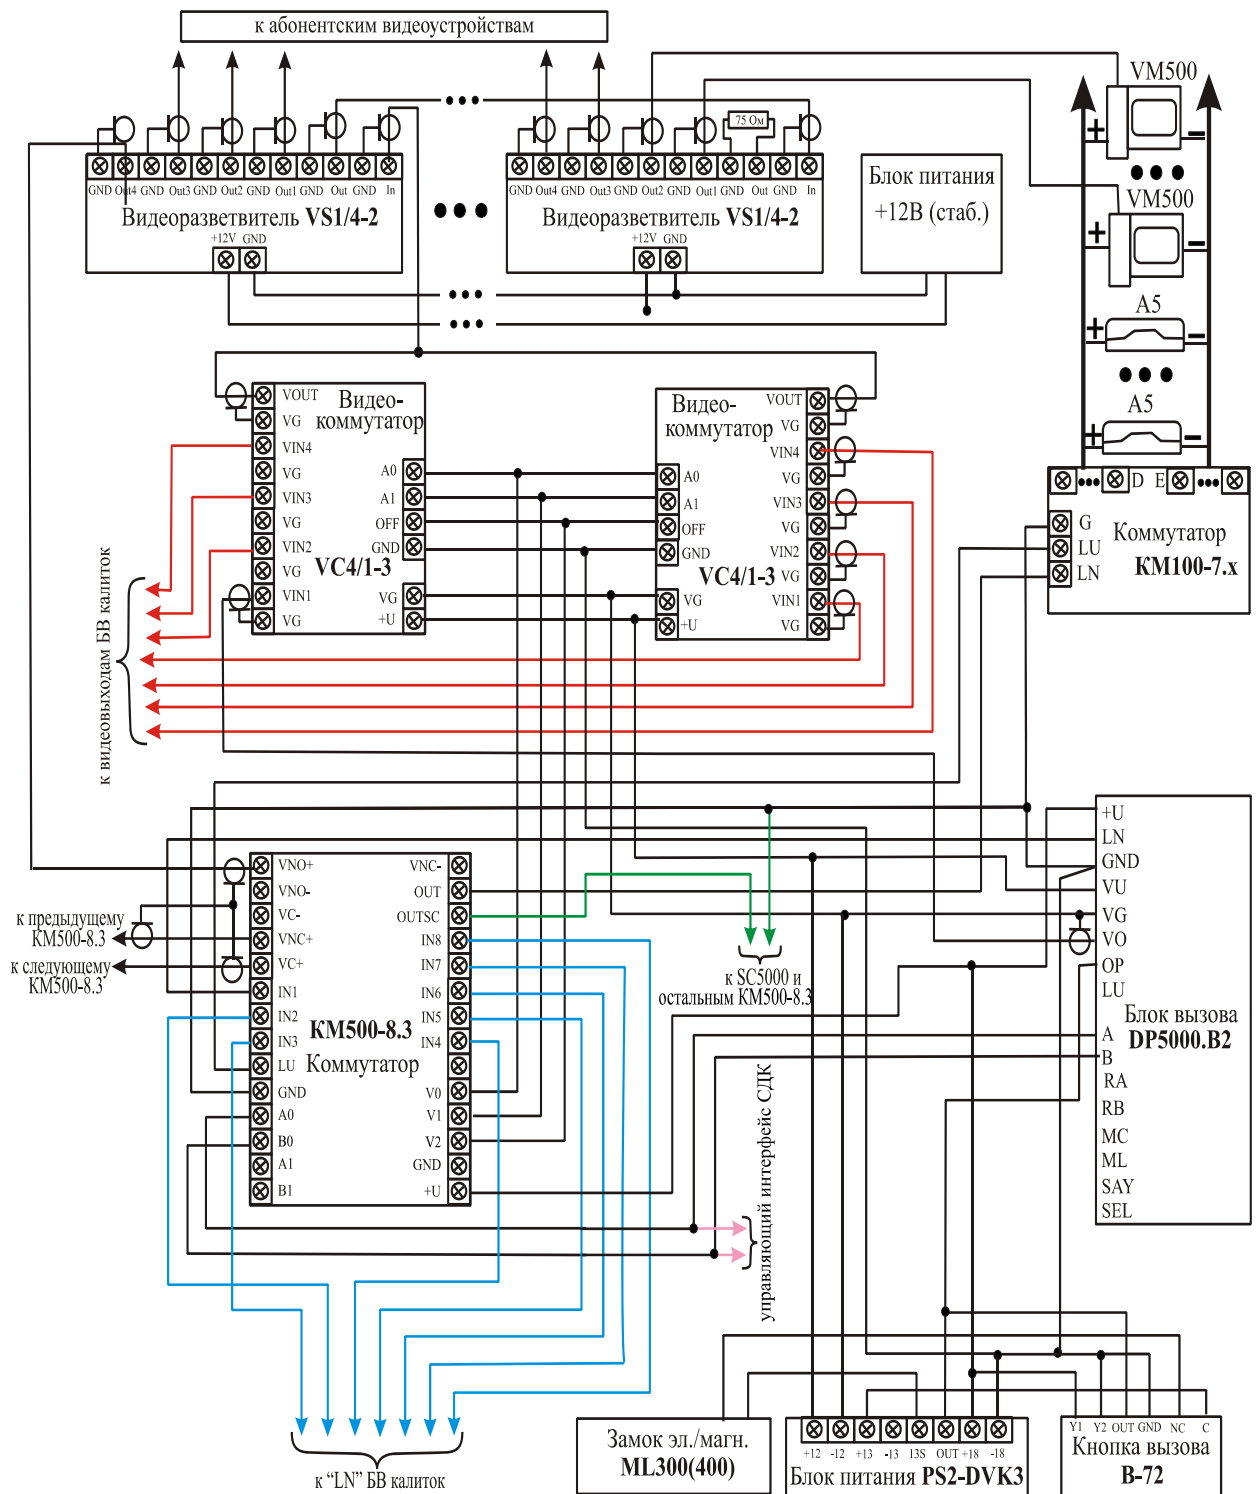 к абонентским видеоустройствам
VM500
75 Ом
GND Out4 GND Out3 GND Out2 GND Out1 GND Out GND In
Видеоразветвитель VS1/4-2
+12V GND
GND Out4 GND Out3 GND Out2 GND Out1 GND Out GND In
Видеоразветвитель VS1/4-2
+12V GND
Блок питания
+12В (стаб.)
VM500
A5
A5
D E
G
LU
LN
Коммутатор
КМ100-7.х
VOUT
VG
VIN4
VG
VIN3
VG
VIN2
VG
VIN1
VG
Видео-
коммутатор
A0
A1
OFF
GND
VC4/1-3
VG
+U
Видео-
коммутатор
A0
A1
OFF
GND
VC4/1-3
VG
+U
VOUT
VG
VIN4
VG
VIN3
VG
VIN2
VG
VIN1
VG
к видеовыходам БВ калиток
VNO+
VNO-
VC-
VNC+
VC+
IN1
IN2
IN3
LU
GND
A0
B0
A1
B1
КМ500-8.3
Коммутатор
VNC-
OUT
OUTSC
IN8
IN7
IN6
IN5
IN4
V0
V1
V2
GND
+U
к предыдущему
КМ500-8.3
к следующему
КМ500-8.3
к SC5000 и
остальным КМ500-8.3
+U
LN
GND
VU
VG
VO
OP
LU
Блок вызова
DP5000.B2
A
B
RA
RB
MC
ML
SAY
SEL
управляющий интерфейс СДК
к “LN” БВ калиток
Замок эл./магн.
ML300(400)
+12 -12 +13 -13 13S OUT +18 -18
Блок питания PS2-DVK3
Y1 Y2 OUT GND NC C
Кнопка вызова
B-72